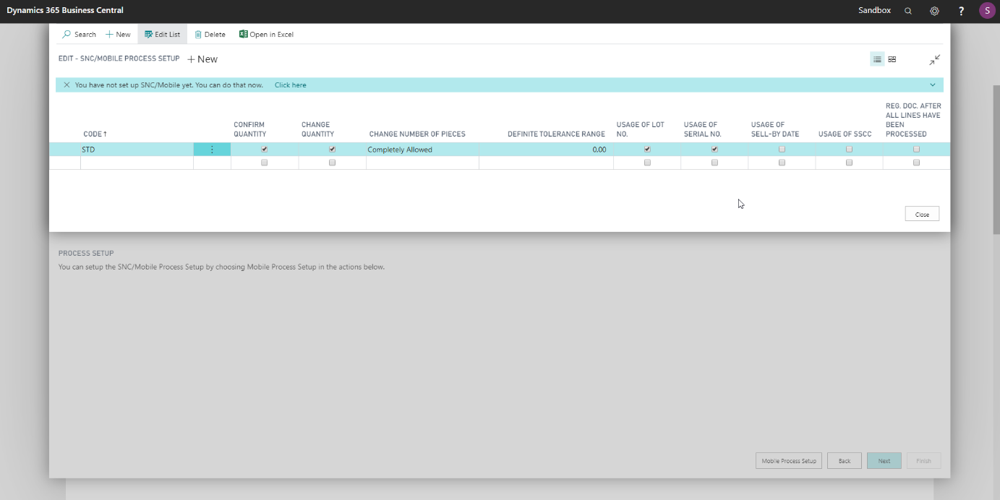 Dynamics 365 Business Central
Sandbox
?
S
Search
New
Edit List
Delete
Open in Excel
EDIT - SNC/MOBILE PROCESS SETUP
+ New
You have not set up SNC/Mobile yet. You can do that now. Click here
CODE ↑
CONFIRM
QUANTITY
CHANGE
QUANTITY
CHANGE NUMBER OF PIECES
DEFINITE TOLERANCE RANGE
USAGE OF LOT
NO.
USAGE OF
SERIAL NO.
USAGE OF
SELL-BY DATE
USAGE OF SSCC
REG. DOC. AFTER
ALL LINES HAVE
BEEN
PROCESSED
STD
Completely Allowed
0,00
Close
PROCESS SETUP
You can setup the SNC/Mobile Process Setup by choosing Mobile Process Setup in the actions below.
Mobile Process Setup
Back
Next
Finish